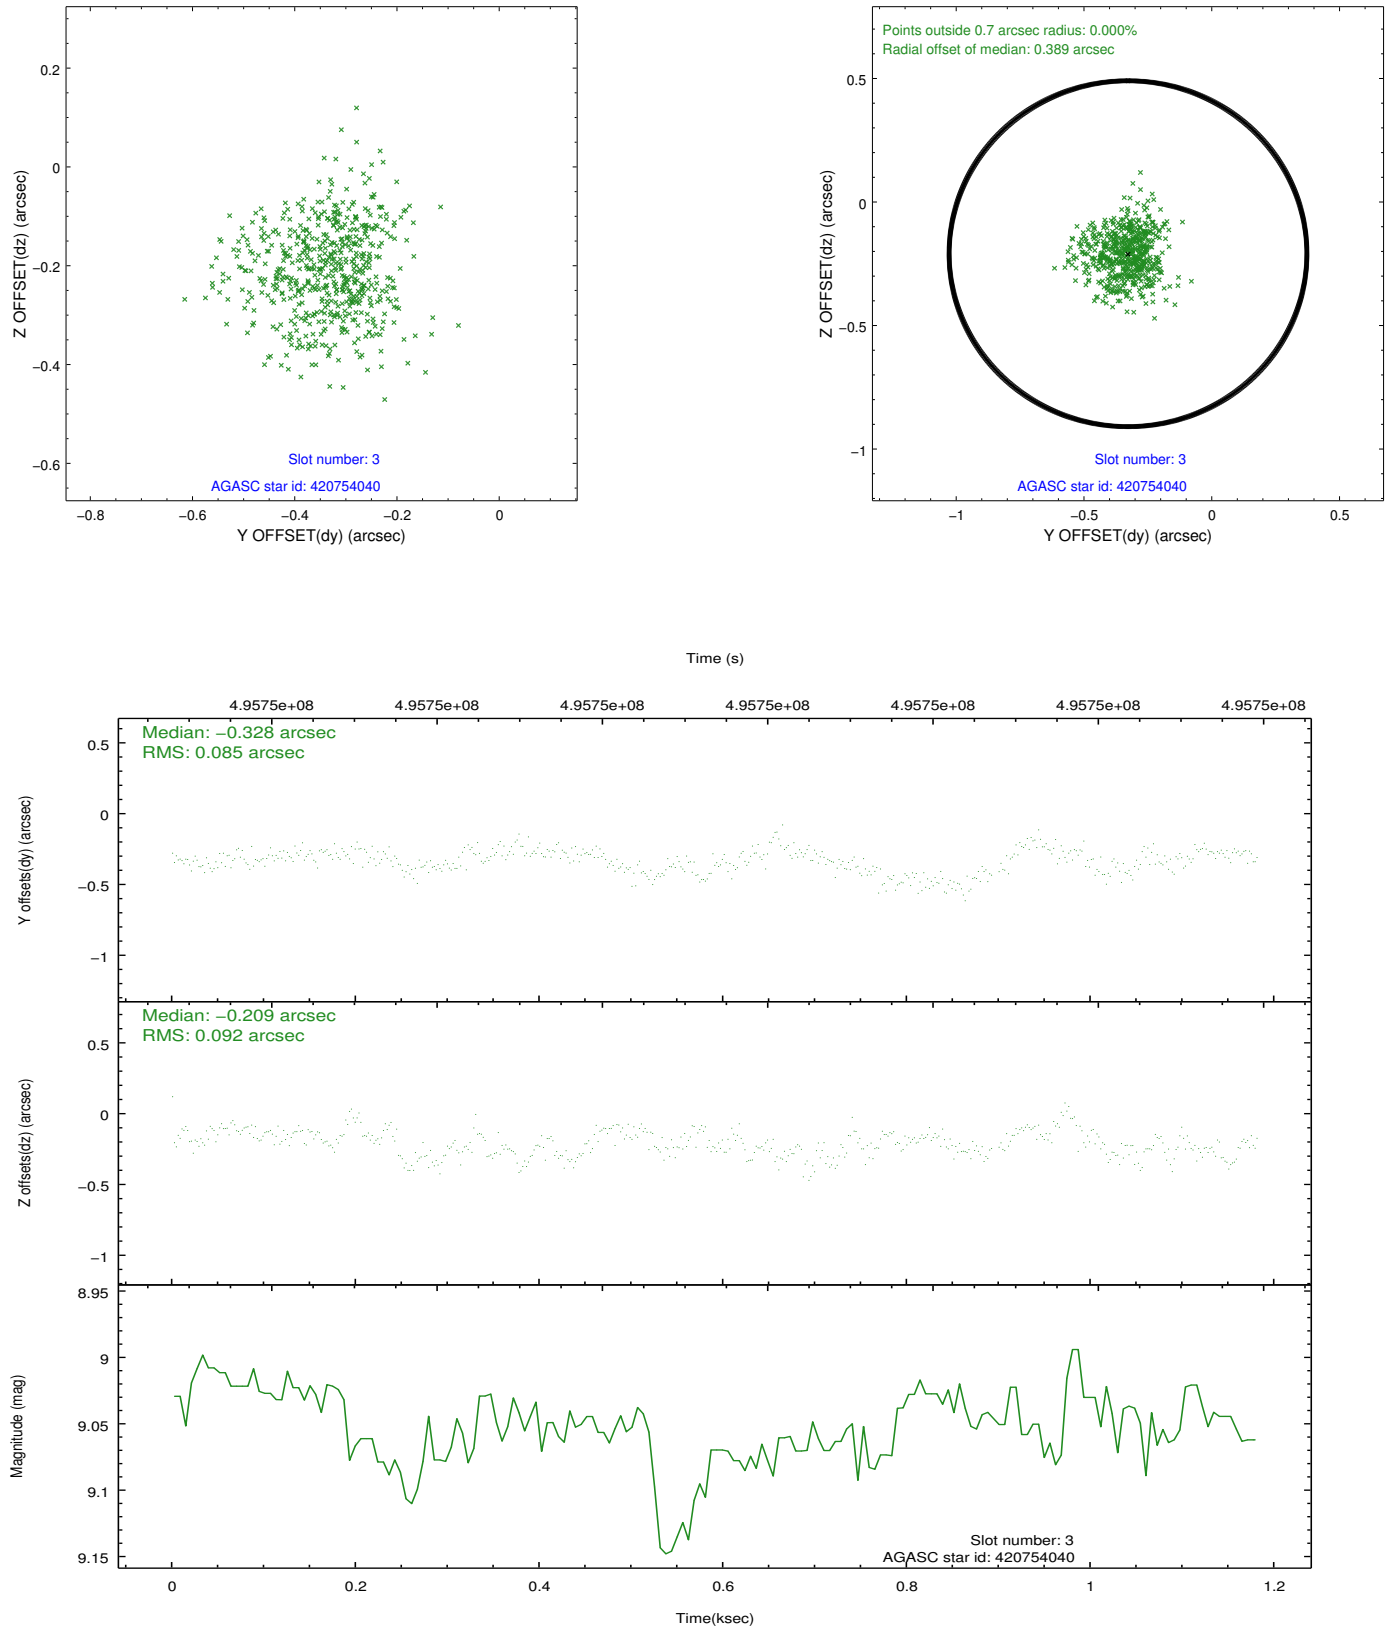 0.2
0
−0.2
−0.4
−0.6
Z OFFSET(dz) (arcsec)
Slot number: 3
AGASC star id: 420754040
−0.8 −0.6 −0.4 −0.2 0
Y OFFSET(dy) (arcsec)
Points outside 0.7 arcsec radius: 0.000%
Radial offset of median: 0.389 arcsec
0.5
0
−0.5
−1
Z OFFSET(dz) (arcsec)
Slot number: 3
AGASC star id: 420754040
−1 −0.5 0 0.5
Y OFFSET(dy) (arcsec)
Time (s)
4.9575e+08 4.9575e+08 4.9575e+08 4.9575e+08 4.9575e+08 4.9575e+08 4.9575e+08
Median: −0.328 arcsec
RMS: 0.085 arcsec
0.5
0
−0.5
−1
Y offsets(dy) (arcsec)
Median: −0.209 arcsec
RMS: 0.092 arcsec
0.5
0
−0.5
−1
Z offsets(dz) (arcsec)
8.95
9
9.05
9.1
9.15
Magnitude (mag)
Slot number: 3
AGASC star id: 420754040
0 0.2 0.4 0.6 0.8 1 1.2
Time(ksec)